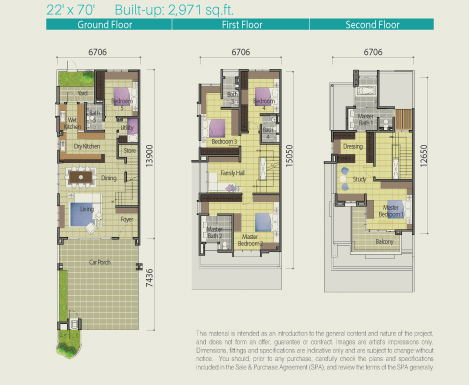 22' x 70' Built-up: 2,971 sq.ft.
Ground Floor
First Floor
Second Floor
6706
6706
6706
Yard
Bedroom
5
Wet
Kitchen
Bath
Utility
Dry Kitchen
Store
Dining
Living
Foyer
Car Porch
13900
7436
Bath
3
Bedroom
4
Bedroom 3
Bath
4
Family Hall
Master
Bath 2
Master
Bedroom 2
15050
Master
Bath 1
Dressing
Study
Master
Bedroom 1
Balcony
12650
This material is intended as an introduction to the general content and nature of the project,
and does not form an offer, guarantee or contract. Images are artist's impressions only.
Dimensions, fittings and specifications are indicative only and are subject to change without
notice. You should, prior to any purchase, carefully check the plans and specifications
included in the Sale & Purchase Agreement (SPA), and review the terms of the SPA generally.